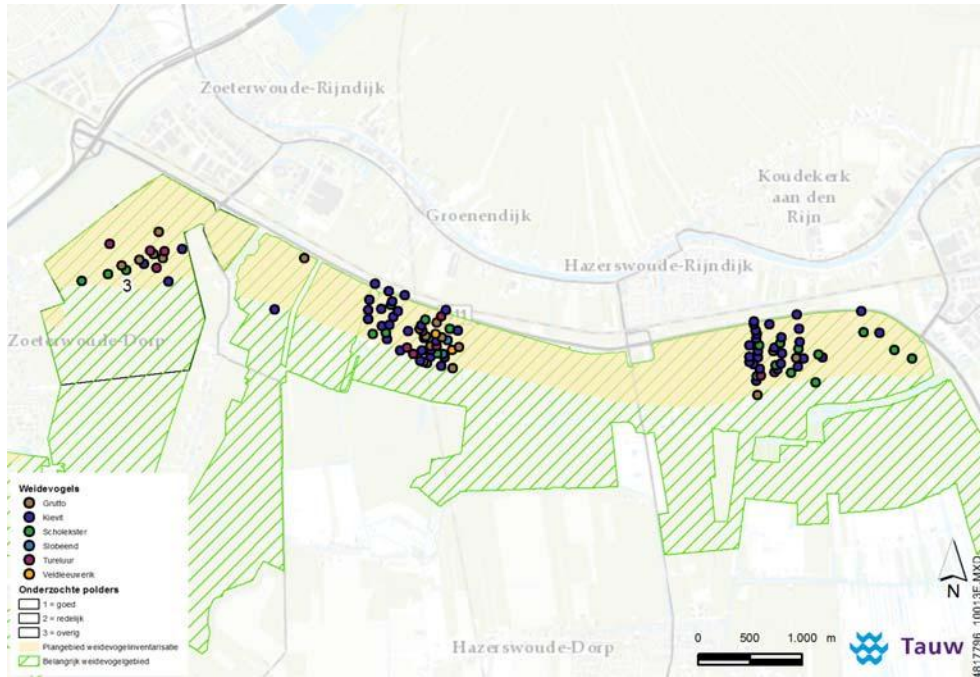 Zoeterwoude-Rijndijk
Koudekerk
aan den
Rijn
Groenendijk
Hazerswoude-Rijndijk
3
Zoeterwoude-Dorp
Weidevogels
Grutto
Kievit
Scholekster
Slobeend
Tureluur
Veldleeuwerik
Onderzochte polders
1 = goed
2 = redelijk
3 = overig
Plangebied weidevogelinventarisatie
Belangrijk weidevogelgebied
Hazerswoude-Dorp
0 500 1.000 m
N
Tauw